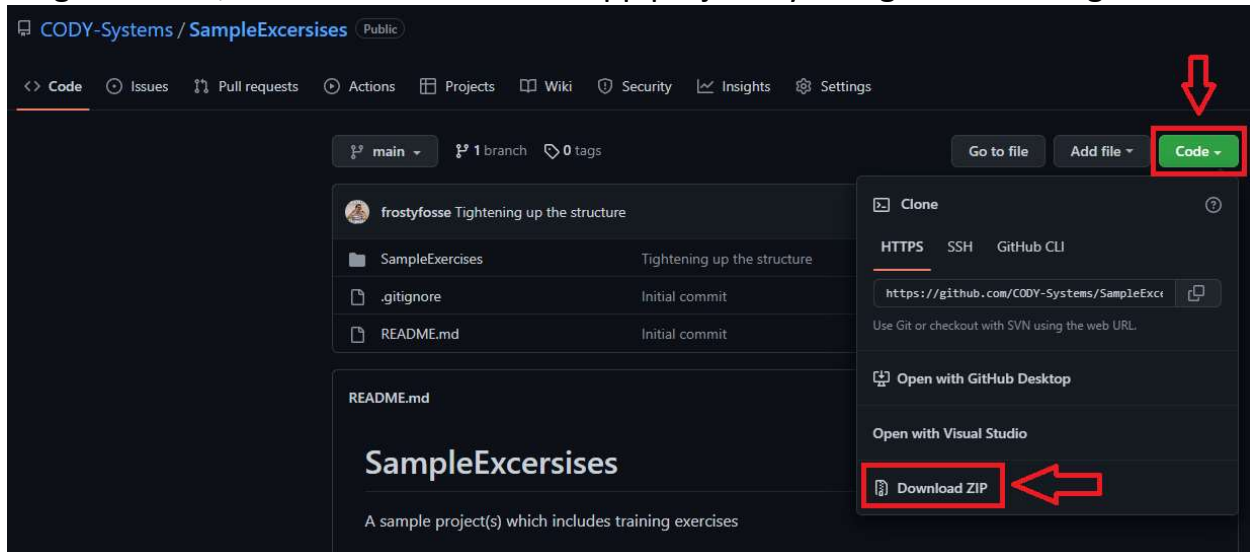 CODY-Systems / SampleExcersises Public
Code Issues Pull requests Actions Projects Wiki Security Insights Settings
main 1 branch 0 tags Go to file Add file Code
frostyfosse Tightening up the structure
SampleExercises Tightening up the structure
.gitignore Initial commit
README.md Initial commit
Clone
HTTPS SSH GitHub CLI
https://github.com/CODY-Systems/SampleExce
Use Git or checkout with SVN using the web URL.
Open with GitHub Desktop
Open with Visual Studio
Download ZIP
README.md
SampleExcersises
A sample project(s) which includes training exercises